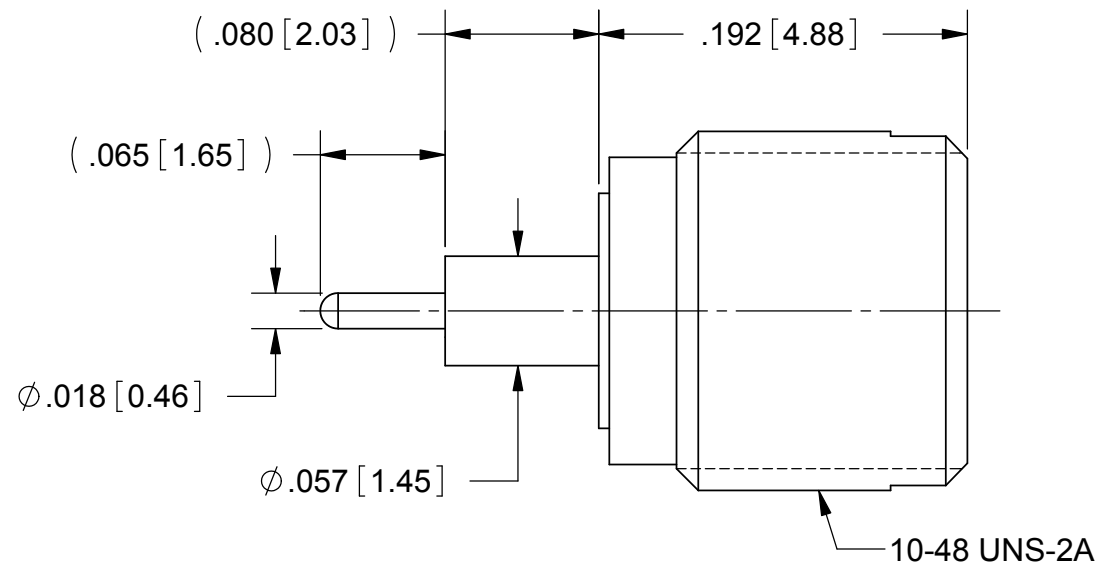 ( .080 [2.03] )
.192 [4.88]
( .065 [1.65] )
⌀.018 [0.46]
⌀.057 [1.45]
10-48 UNS-2A